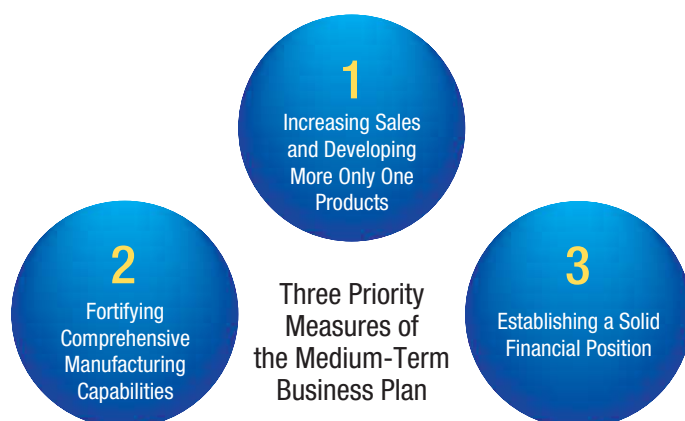 1
Increasing Sales
and Developing
More Only One
Products
2
Fortifying
Comprehensive
Manufacturing
Capabilities
Three Priority
Measures of
the Medium-Term
Business Plan
3
Establishing a Solid
Financial Position